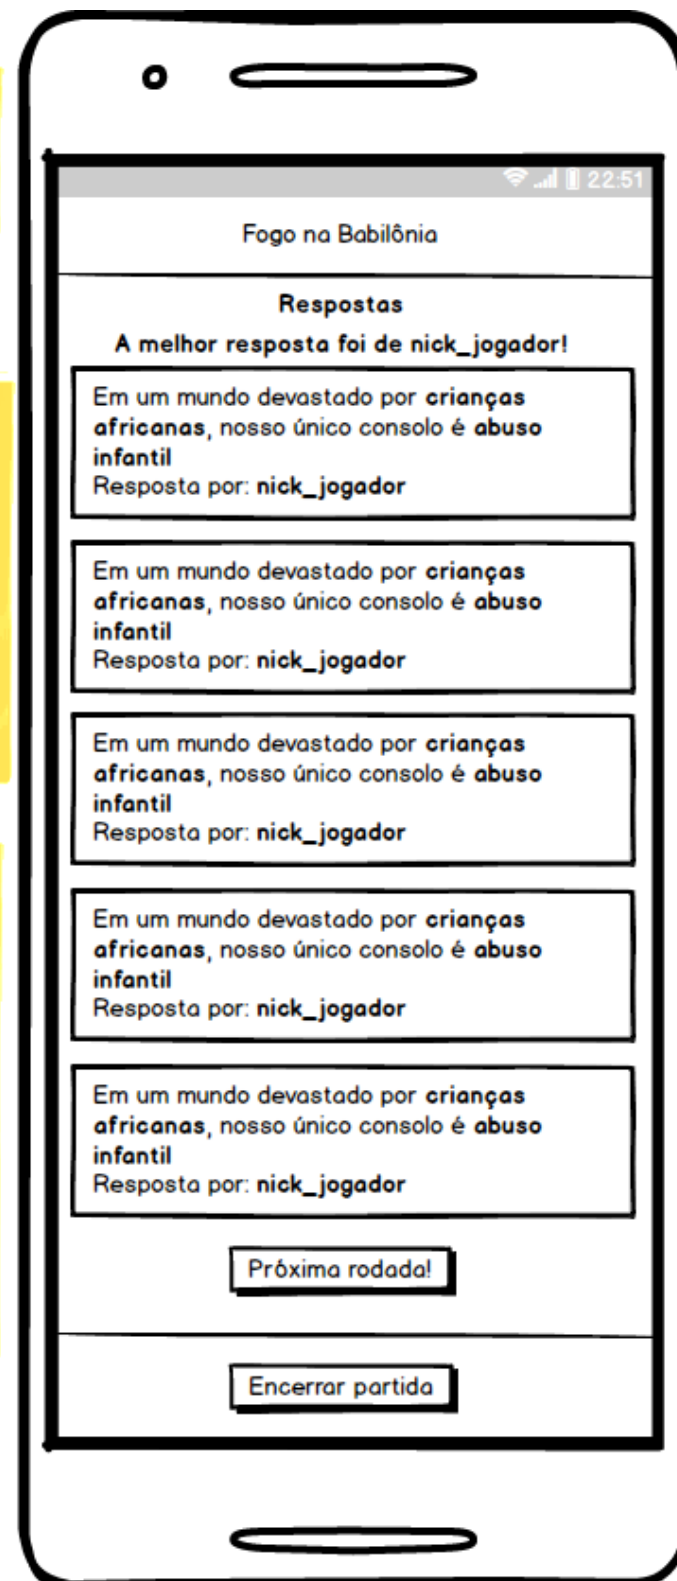 22:51
Fogo na Babilônia
Respostas
A melhor resposta foi de nick_jogador!
Em um mundo devastado por crianças
africanas, nosso único consolo é abuso
infantil
Resposta por: nick_jogador
Em um mundo devastado por crianças
africanas, nosso único consolo é abuso
infantil
Resposta por: nick_jogador
Em um mundo devastado por crianças
africanas, nosso único consolo é abuso
infantil
Resposta por: nick_jogador
Em um mundo devastado por crianças
africanas, nosso único consolo é abuso
infantil
Resposta por: nick_jogador
Em um mundo devastado por crianças
africanas, nosso único consolo é abuso
infantil
Resposta por: nick_jogador
Próxima rodada!
Encerrar partida